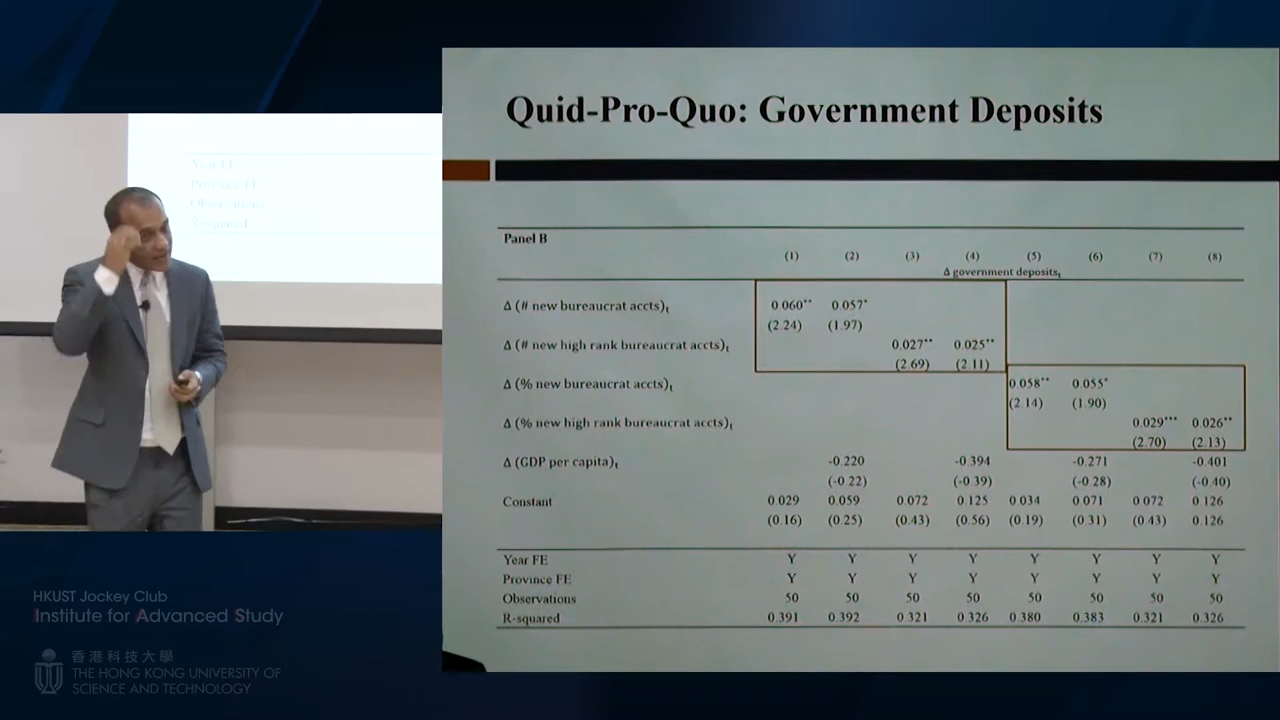 Year FE
Province FE
Observations
R-squared
HKUST Jockey Club
Institute for Advanced Study
香港科技大學
THE HONG KONG UNIVERSITY OF
SCIENCE AND TECHNOLOGY
Quid-Pro-Quo: Government Deposits
Panel B
(1) (2) (3) (4) (5) (6) (7) (8)
Δ government depositsₜ
Δ (# new bureaucrat accts)ₜ 0.060** 0.057*
(2.24) (1.97)
Δ (# new high rank bureaucrat accts)ₜ 0.027** 0.025**
(2.69) (2.11)
Δ (% new bureaucrat accts)ₜ 0.058** 0.055*
(2.14) (1.90)
Δ (% new high rank bureaucrat accts)ₜ 0.029*** 0.026**
(2.70) (2.13)
Δ (GDP per capita)ₜ -0.220 -0.394 -0.271 -0.401
(-0.22) (-0.39) (-0.28) (-0.40)
Constant 0.029 0.059 0.072 0.125 0.034 0.071 0.072 0.126
(0.16) (0.25) (0.43) (0.56) (0.19) (0.31) (0.43) 0.126
Year FE Y Y Y Y Y Y Y Y
Province FE Y Y Y Y Y Y Y Y
Observations 50 50 50 50 50 50 50 50
R-squared 0.391 0.392 0.321 0.326 0.380 0.383 0.321 0.326